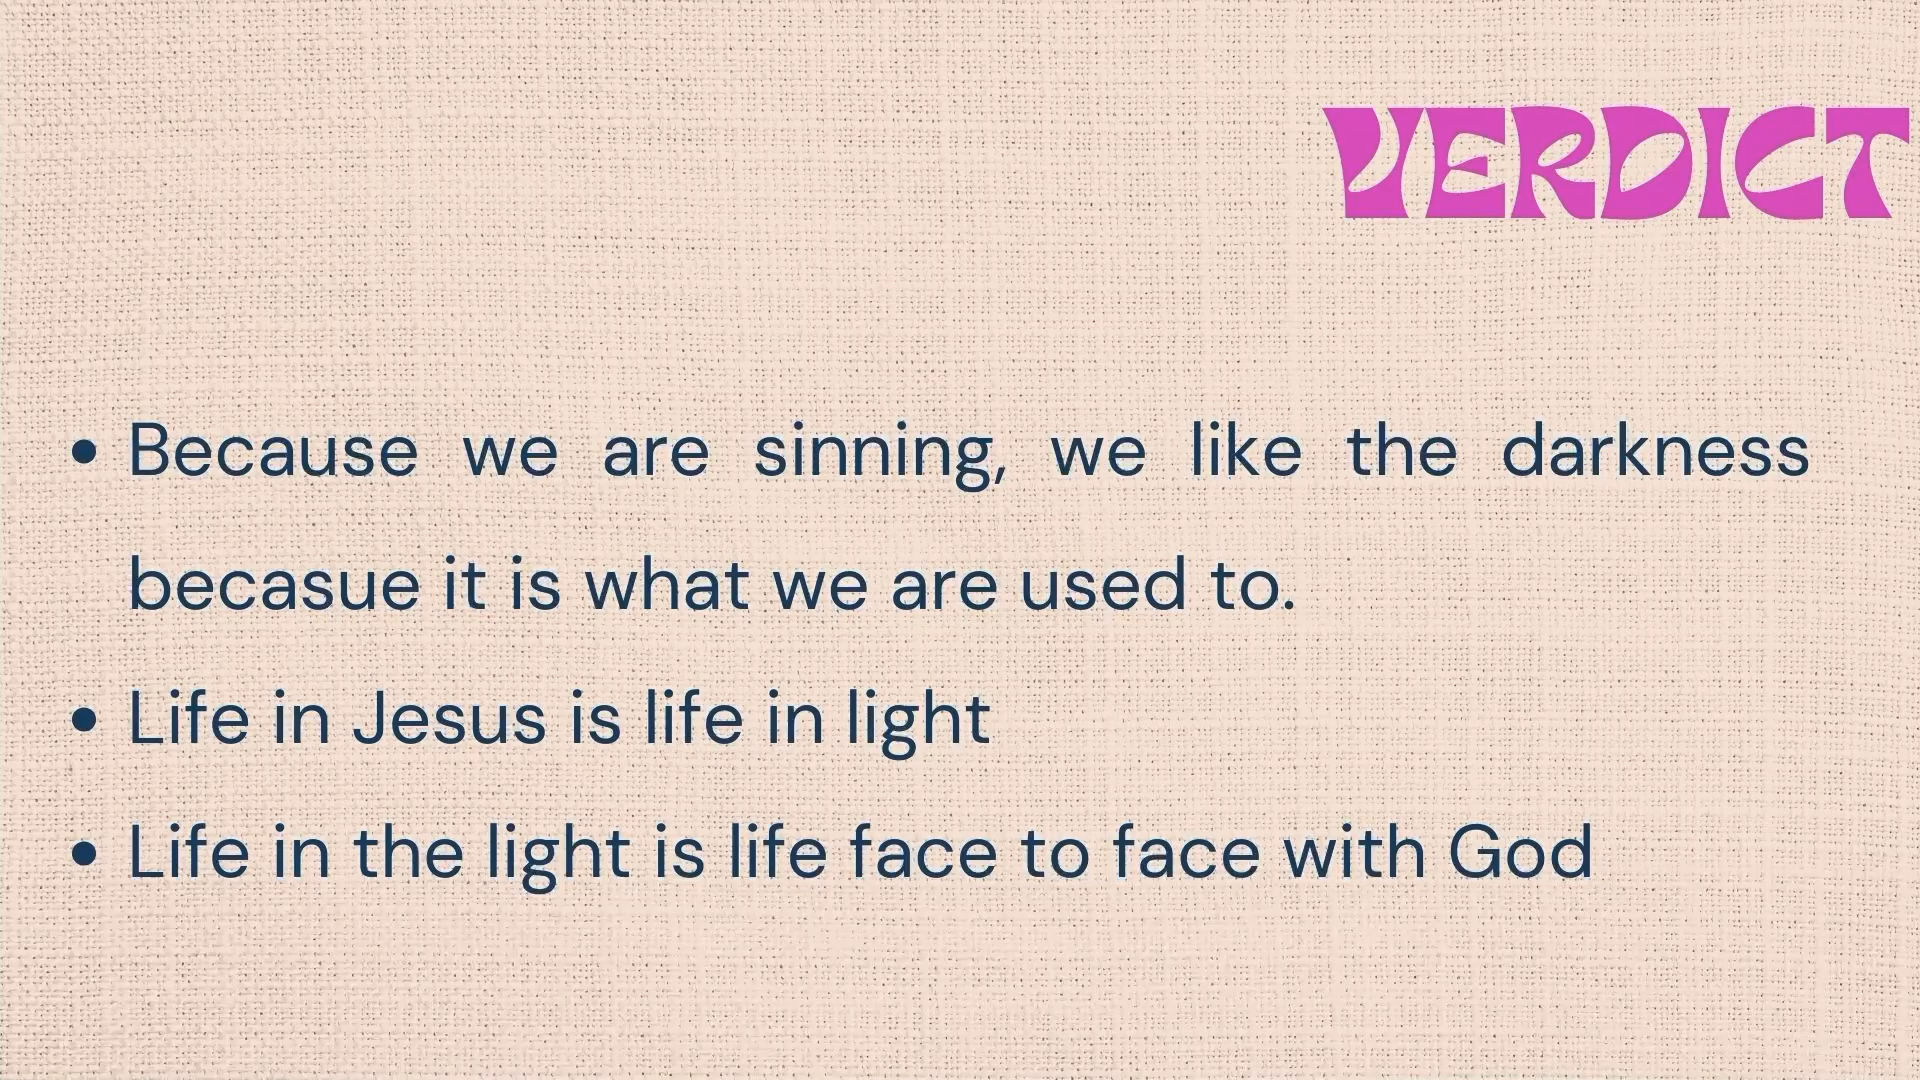 VERDICT
• Because we are sinning, we like the darkness
becasue it is what we are used to.
• Life in Jesus is life in light
• Life in the light is life face to face with God